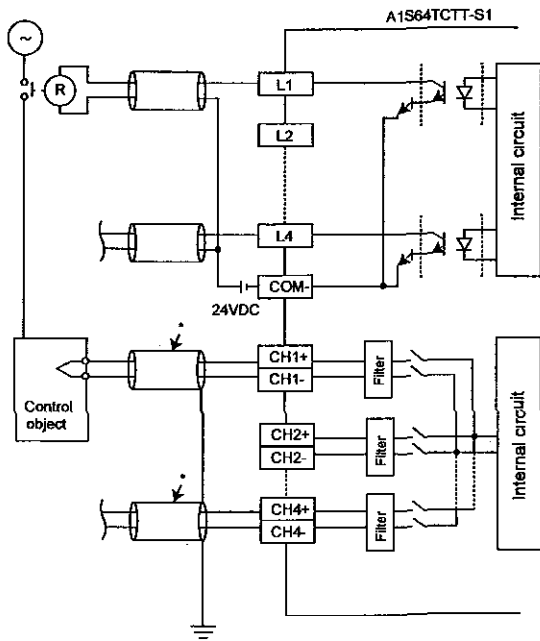 A1S64TCTT-S1
~
R
L1
L2
L4
COM-
24VDC
Internal circuit
*
CH1+
CH1-
Filter
Control
object
CH2+
CH2-
Filter
*
CH4+
CH4-
Filter
Internal circuit